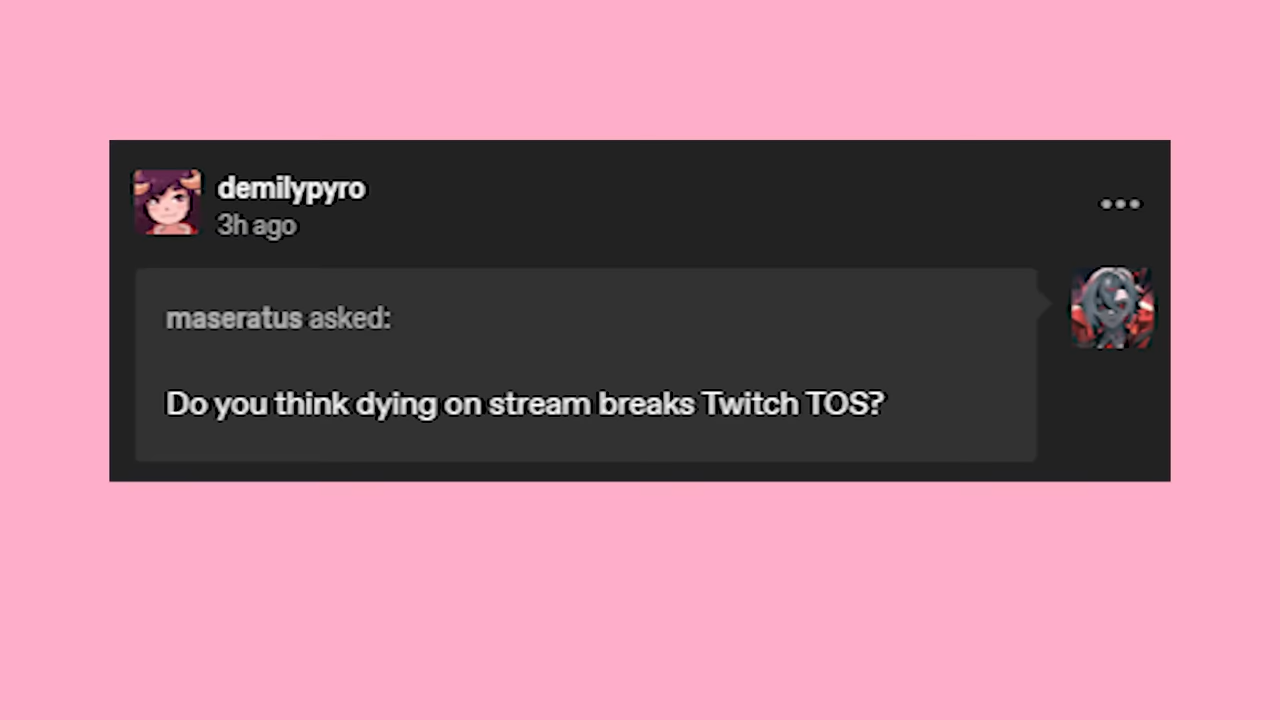 demilypyro
3h ago
maseratus asked:
Do you think dying on stream breaks Twitch TOS?